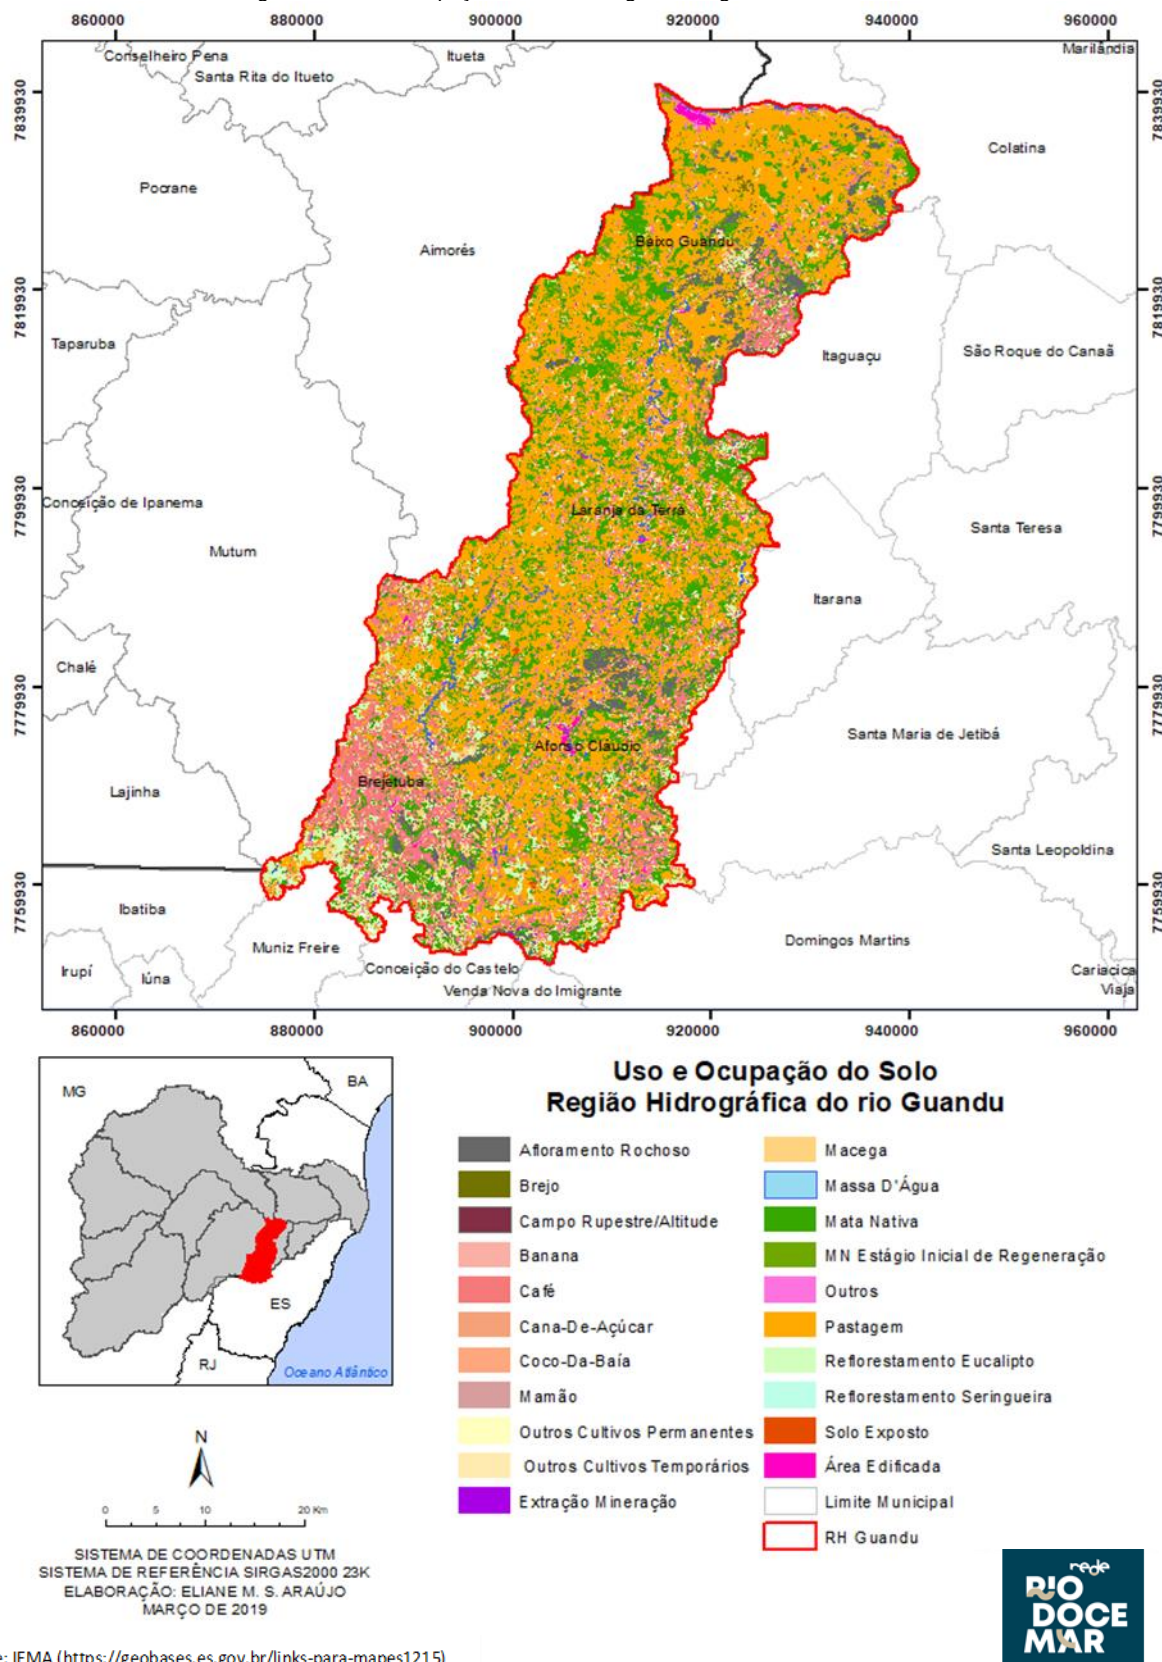 860000 880000 900000 920000 940000 960000
Conselheiro Pena
Itueta
Marilândia
Santa Rita do Itueto
7839930
7839930
Colatina
Pocrane
Aimorés
Baixo Guandu
7819930
7819930
Taparuba
Itaguaçu
São Roque do Canaã
Conceição de Ipanema
7799930
7799930
Laranja da Terra
Santa Teresa
Mutum
Itarana
Chalé
7779930
7779930
Santa Maria de Jetibá
Afonso Cláudio
Brejetuba
Lajinha
Santa Leopoldina
7759930
7759930
Ibatiba
Muniz Freire
Domingos Martins
Irupí
Iúna
Conceição do Castelo
Cariacica
Venda Nova do Imigrante
Viaja
860000 880000 900000 920000 940000 960000
MG
BA
ES
RJ
Oceano Atlântico
Uso e Ocupação do Solo
Região Hidrográfica do rio Guandu
Afloramento Rochoso
Brejo
Campo Rupestre/Altitude
Banana
Café
Cana-De-Açúcar
Coco-Da-Baía
Mamão
Outros Cultivos Permanentes
Outros Cultivos Temporários
Extração Mineração
Macega
Massa D'Água
Mata Nativa
MN Estágio Inicial de Regeneração
Outros
Pastagem
Reflorestamento Eucalipto
Reflorestamento Seringueira
Solo Exposto
Área Edificada
Limite Municipal
RH Guandu
N
0 5 10 20 Km
SISTEMA DE COORDENADAS UTM
SISTEMA DE REFERÊNCIA SIRGAS2000 23K
ELABORAÇÃO: ELIANE M. S. ARAÚJO
MARÇO DE 2019
rede
RIO
DOCE
MAR
e: IEMA (https://geobases.es.gov.br/links-para-mapes1215)